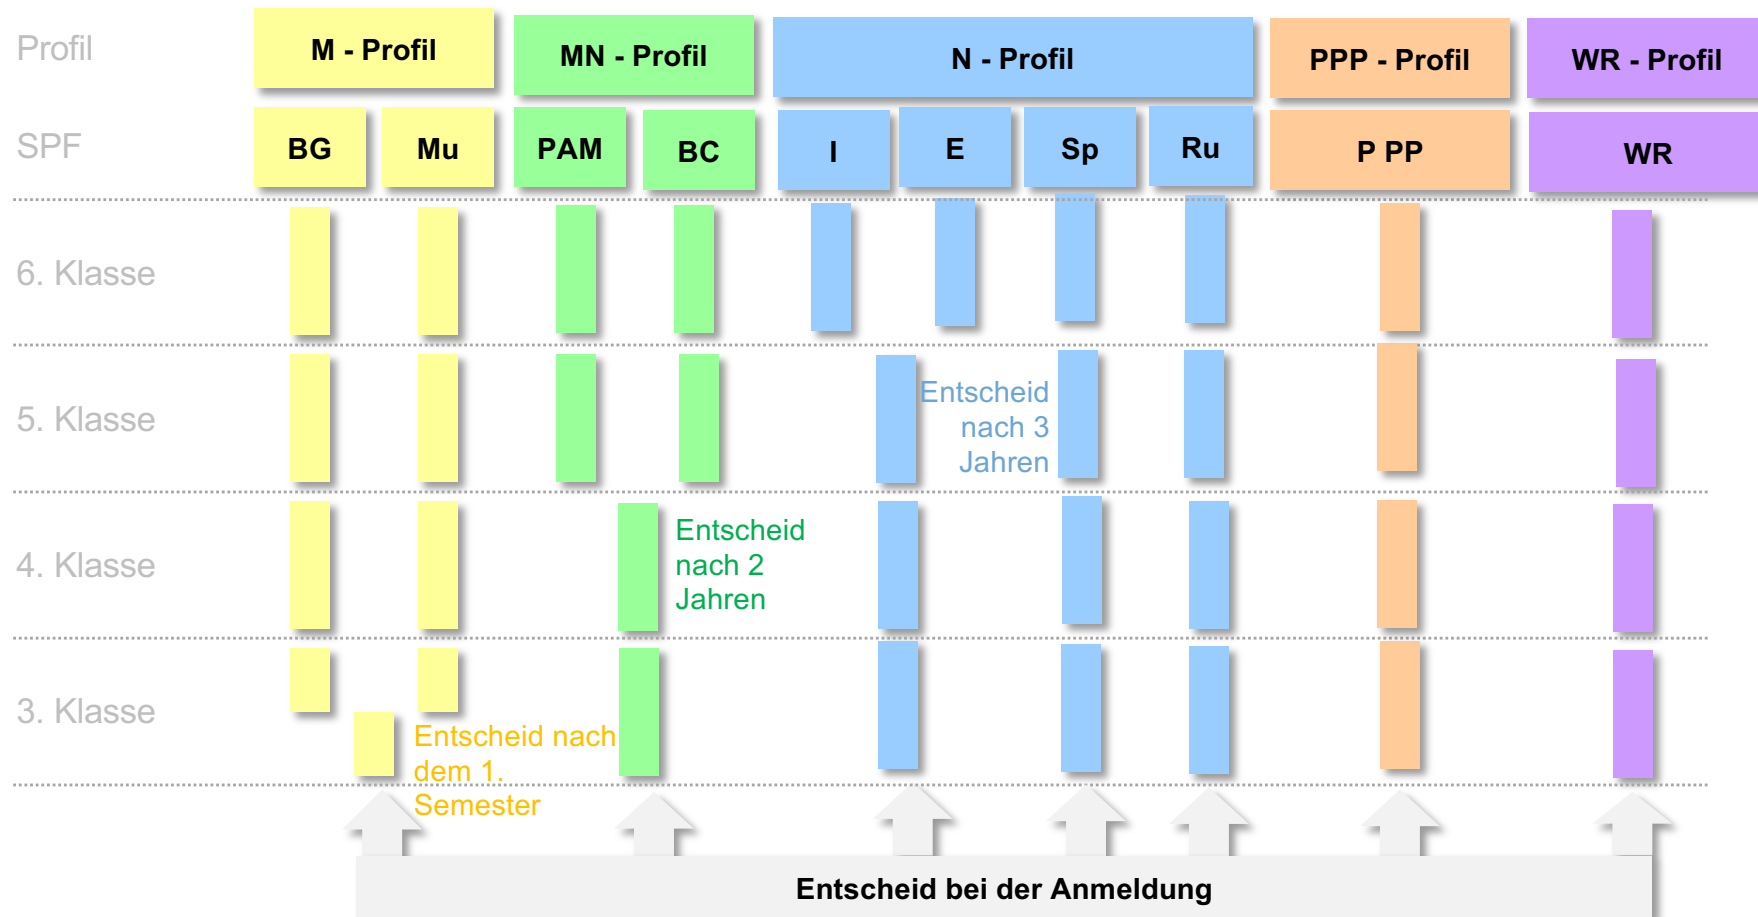 Profil
M - Profil
MN - Profil
N - Profil
PPP - Profil
WR - Profil
SPF
BG
Mu
PAM
BC
I
E
Sp
Ru
P PP
WR
6. Klasse
5. Klasse
Entscheid
nach 3
Jahren
4. Klasse
Entscheid
nach 2
Jahren
3. Klasse
Entscheid nach
dem 1.
Semester
Entscheid bei der Anmeldung